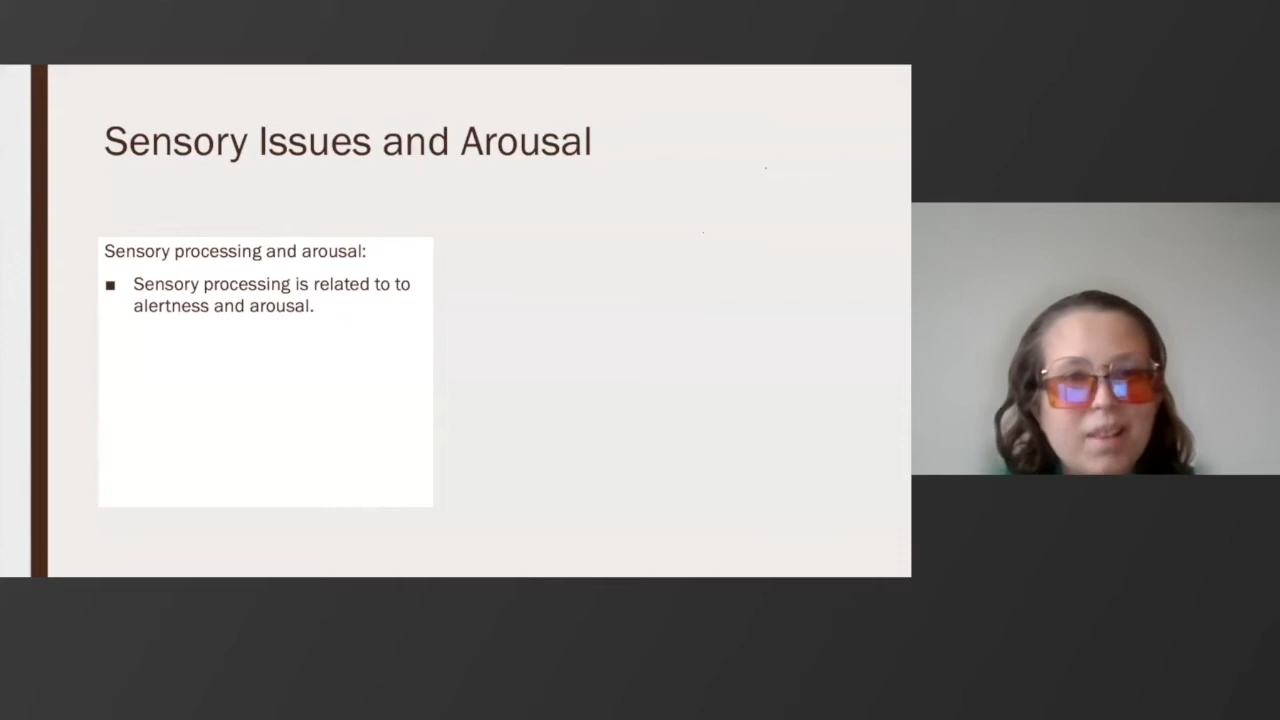 Sensory Issues and Arousal
Sensory processing and arousal:
■ Sensory processing is related to to
alertness and arousal.